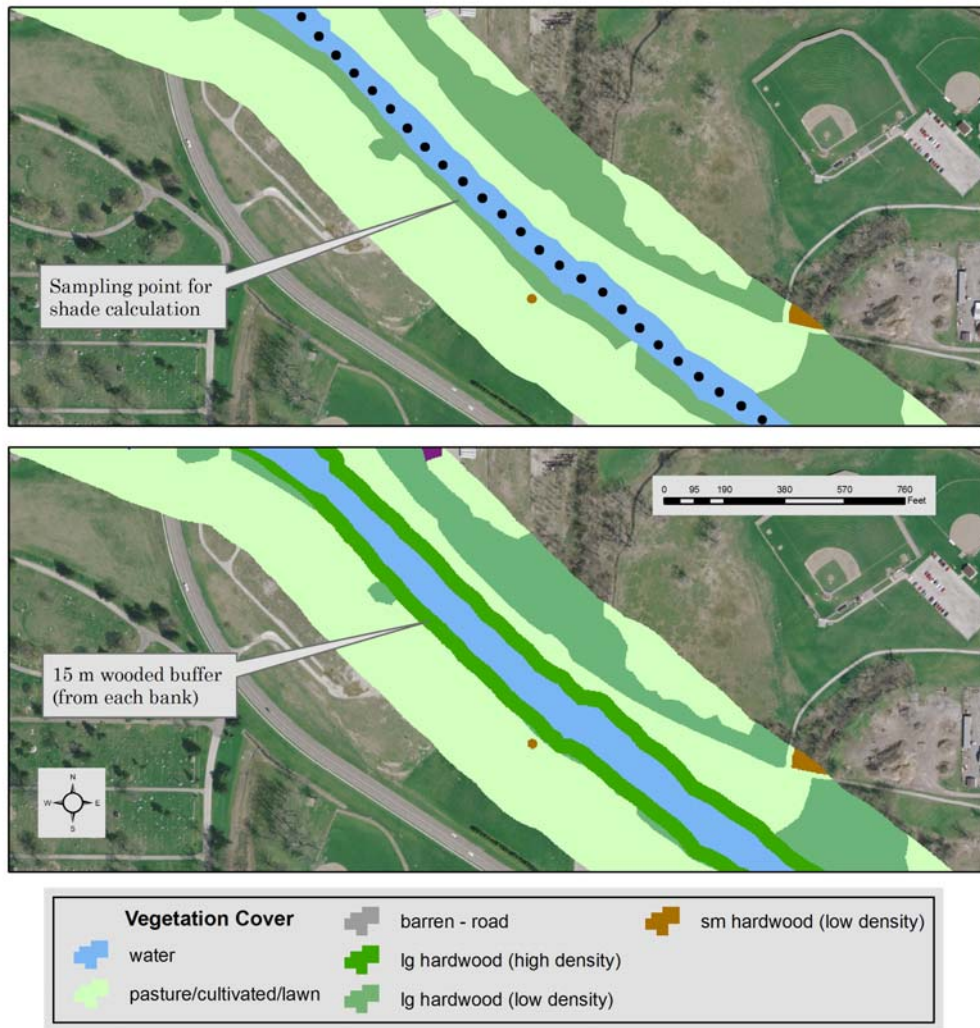 Sampling point for
shade calculation
0 95 190 380 570 760
Feet
15 m wooded buffer
(from each bank)
N
W E
S
Vegetation Cover
water
pasture/cultivated/lawn
barren - road
lg hardwood (high density)
lg hardwood (low density)
sm hardwood (low density)